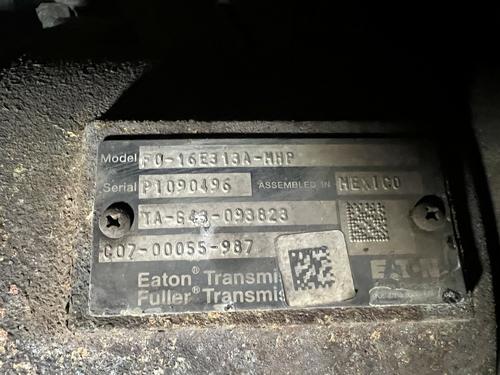 Model FO-16E313A-MHP
Serial P1090496 ASSEMBLED IN MEXICO
TA-643-093823
C07-00055-987
Eaton® Transmi
Fuller® Transmis
EATON